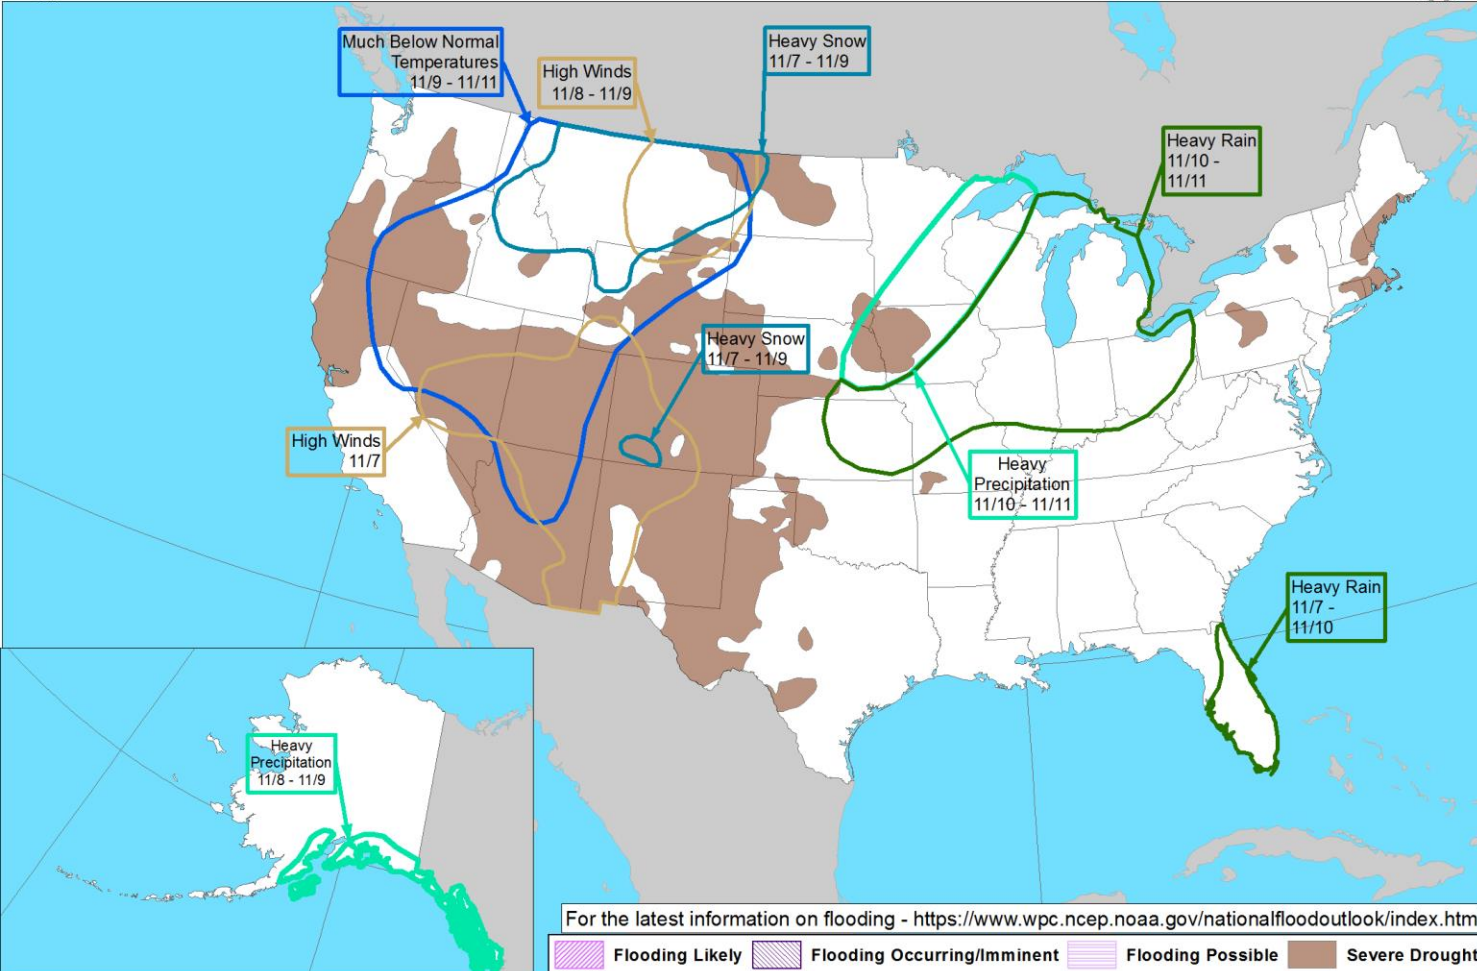 Much Below Normal
Temperatures
11/9 - 11/11
High Winds
11/8 - 11/9
Heavy Snow
11/7 - 11/9
Heavy Rain
11/10 -
11/11
Heavy Snow
11/7 - 11/9
High Winds
11/7
Heavy
Precipitation
11/10 - 11/11
Heavy Rain
11/7 -
11/10
Heavy
Precipitation
11/8 - 11/9
For the latest information on flooding - https://www.wpc.ncep.noaa.gov/nationalfloodoutlook/index.htm
Flooding Likely Flooding Occurring/Imminent Flooding Possible Severe Drought